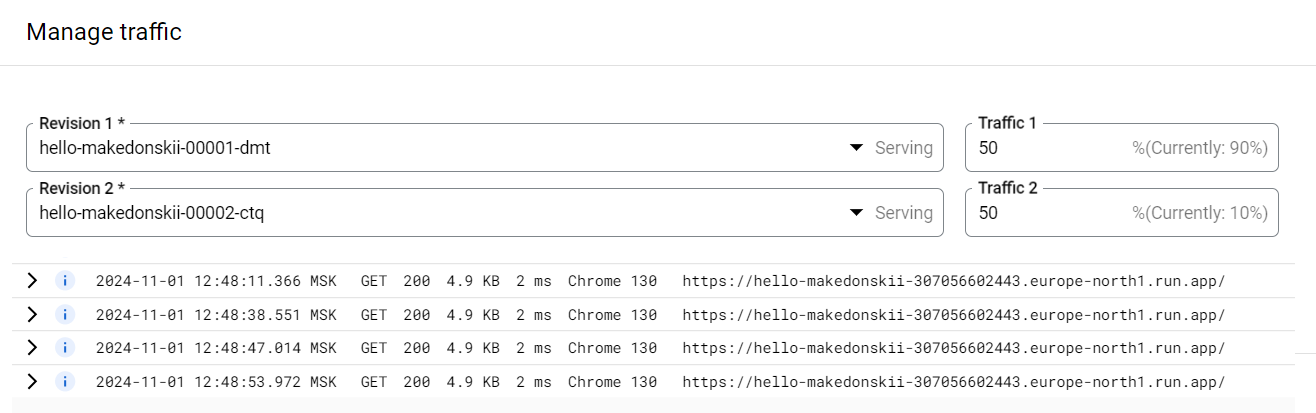 Manage traffic
Revision 1 *
hello-makedonskii-00001-dmt Serving
Traffic 1
50 %(Currently: 90%)
Revision 2 *
hello-makedonskii-00002-ctq Serving
Traffic 2
50 %(Currently: 10%)
2024-11-01 12:48:11.366 MSK GET 200 4.9 KB 2 ms Chrome 130 https://hello-makedonskii-307056602443.europe-north1.run.app/
2024-11-01 12:48:38.551 MSK GET 200 4.9 KB 2 ms Chrome 130 https://hello-makedonskii-307056602443.europe-north1.run.app/
2024-11-01 12:48:47.014 MSK GET 200 4.9 KB 2 ms Chrome 130 https://hello-makedonskii-307056602443.europe-north1.run.app/
2024-11-01 12:48:53.972 MSK GET 200 4.9 KB 2 ms Chrome 130 https://hello-makedonskii-307056602443.europe-north1.run.app/